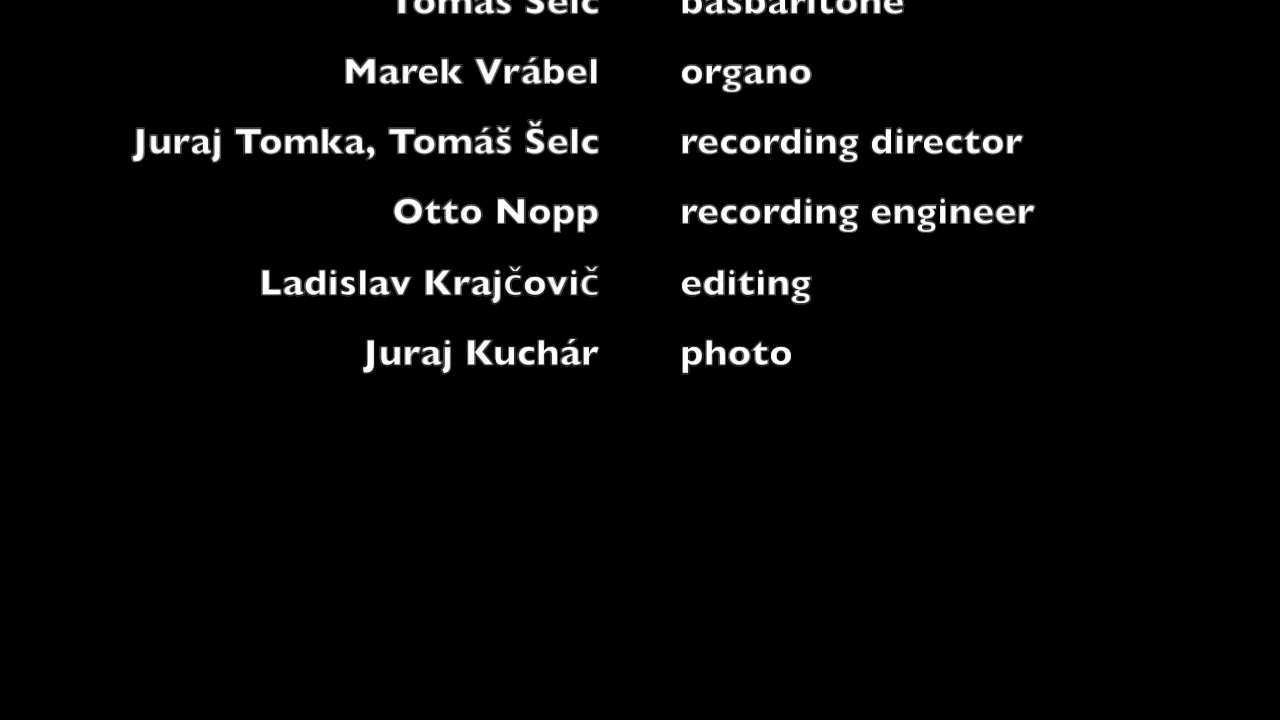 Tomáš Šelc basbaritone
Marek Vrábel organo
Juraj Tomka, Tomáš Šelc recording director
Otto Nopp recording engineer
Ladislav Krajčovič editing
Juraj Kuchár photo